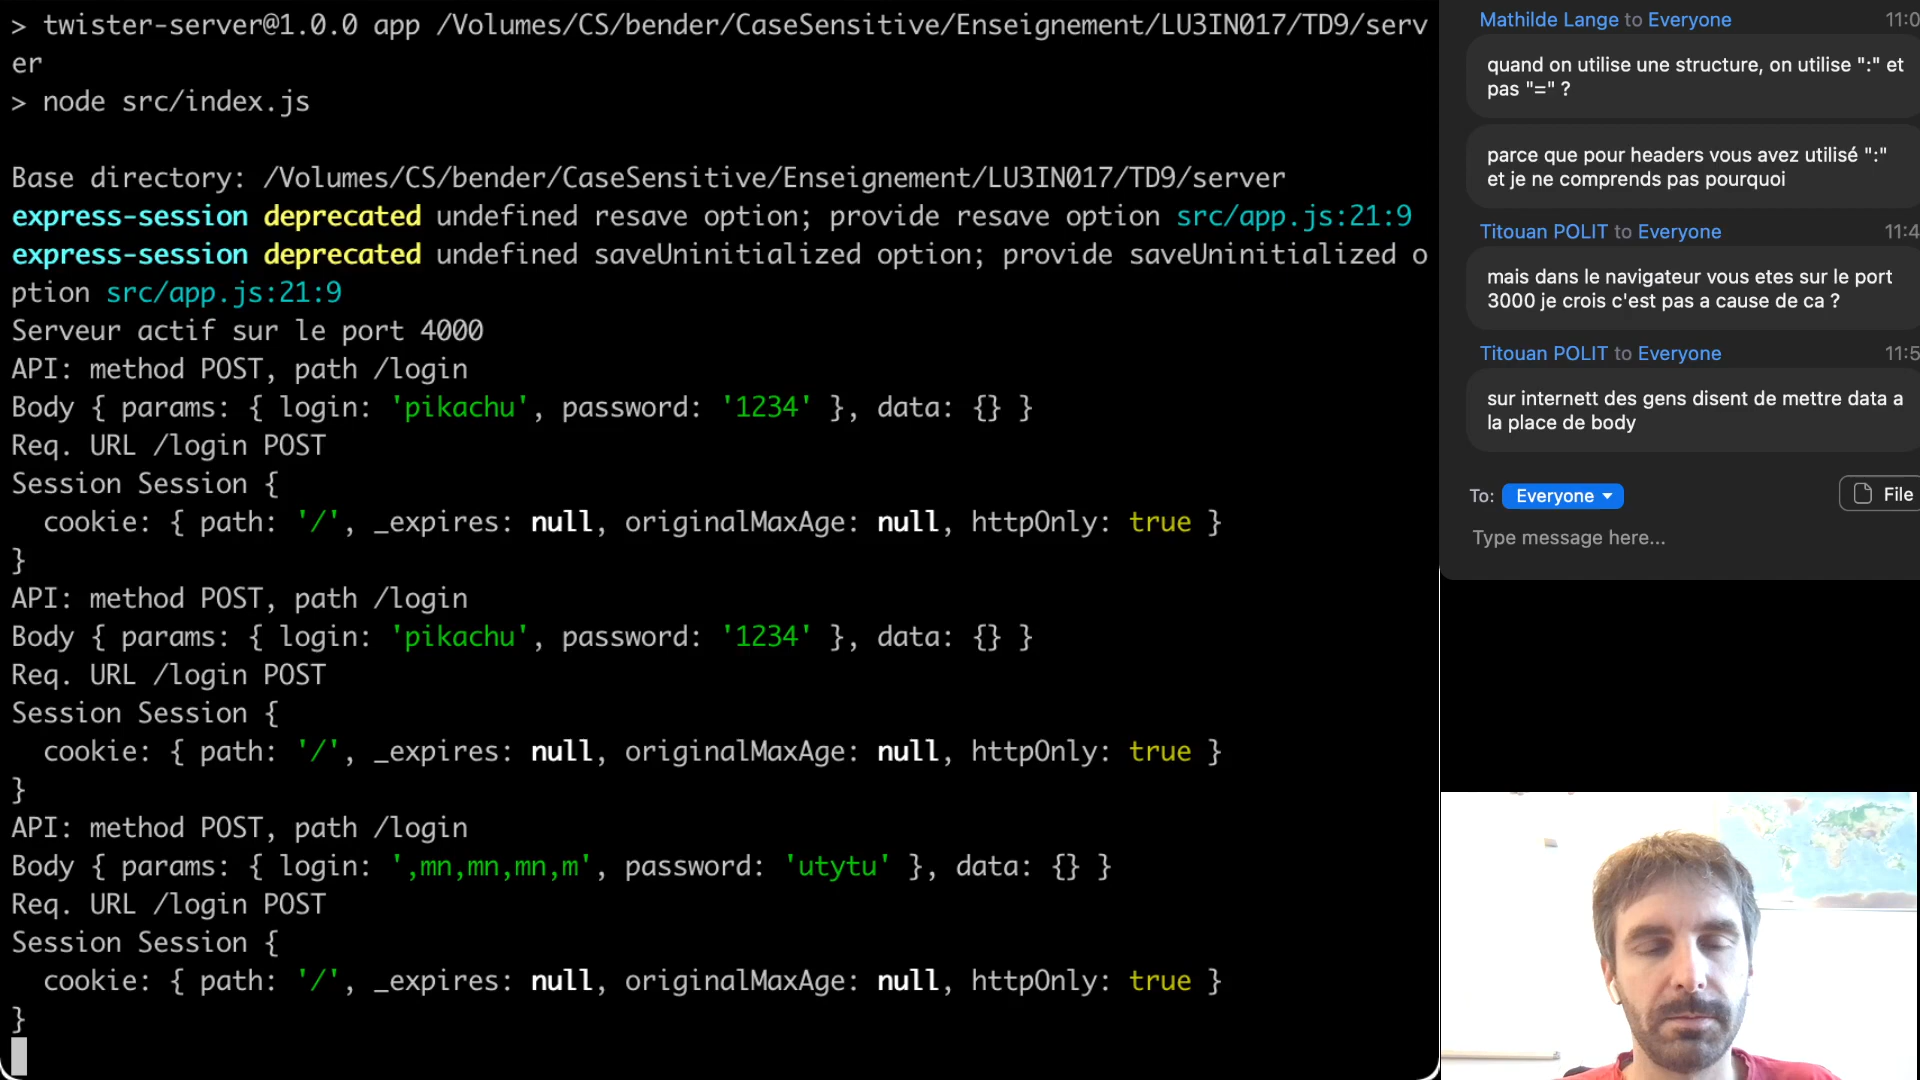 > twister-server@1.0.0 app /Volumes/CS/bender/CaseSensitive/Enseignement/LU3IN017/TD9/serv
er
> node src/index.js
Base directory: /Volumes/CS/bender/CaseSensitive/Enseignement/LU3IN017/TD9/server
express-session deprecated undefined resave option; provide resave option src/app.js:21:9
express-session deprecated undefined saveUninitialized option; provide saveUninitialized o
ption src/app.js:21:9
Serveur actif sur le port 4000
API: method POST, path /login
Body { params: { login: 'pikachu', password: '1234' }, data: {} }
Req. URL /login POST
Session Session {
cookie: { path: '/', _expires: null, originalMaxAge: null, httpOnly: true }
}
API: method POST, path /login
Body { params: { login: 'pikachu', password: '1234' }, data: {} }
Req. URL /login POST
Session Session {
cookie: { path: '/', _expires: null, originalMaxAge: null, httpOnly: true }
}
API: method POST, path /login
Body { params: { login: ',mn,mn,mn,m', password: 'utytu' }, data: {} }
Req. URL /login POST
Session Session {
cookie: { path: '/', _expires: null, originalMaxAge: null, httpOnly: true }
}
Mathilde Lange to Everyone 11:0
quand on utilise une structure, on utilise ":" et
pas "=" ?
parce que pour headers vous avez utilisé ":"
et je ne comprends pas pourquoi
Titouan POLIT to Everyone 11:4
mais dans le navigateur vous etes sur le port
3000 je crois c'est pas a cause de ca ?
Titouan POLIT to Everyone 11:5
sur internett des gens disent de mettre data a
la place de body
To: Everyone File
Type message here...